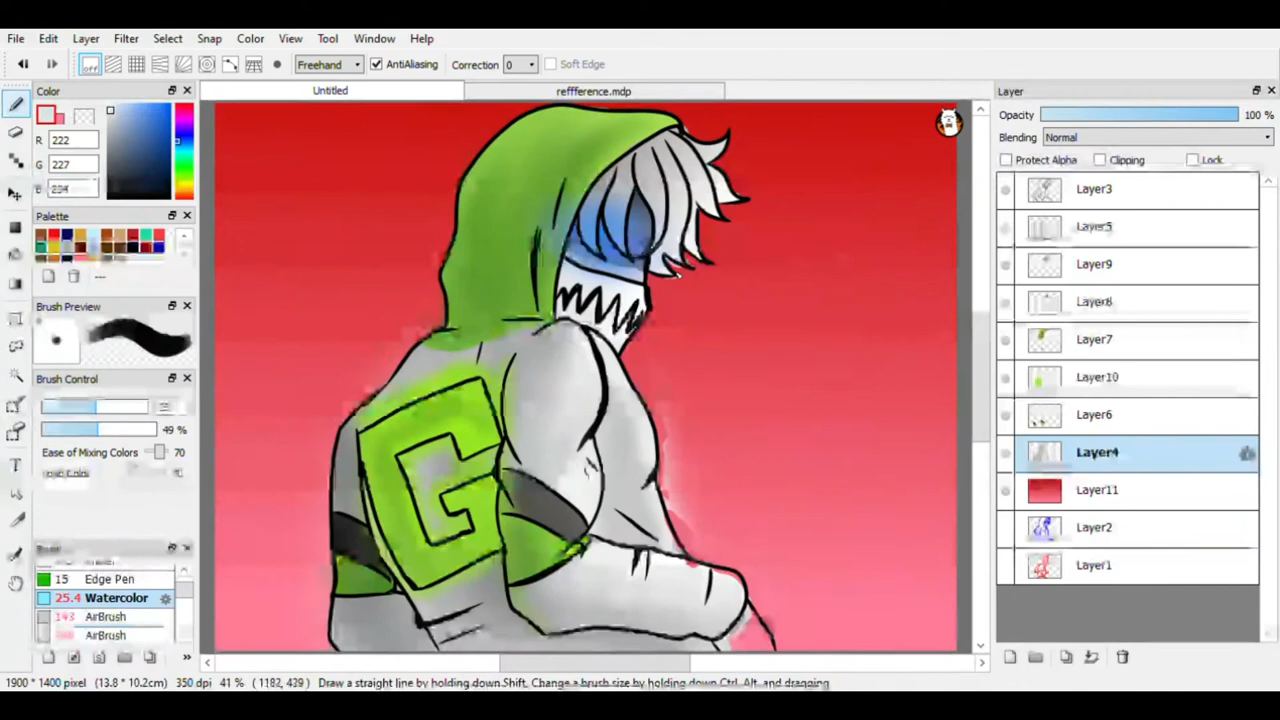 File Edit Layer Filter Select Snap Color View Tool Window Help
off Freehand AntiAliasing Correction 0 Soft Edge
Color
Untitled
reffference.mdp
Layer
R 222
G 227
B
Opacity 100 %
Blending Normal
Protect Alpha Clipping Lock
Palette
---
Brush Preview
Brush Control
49 %
Ease of Mixing Colors 70
15 Edge Pen
25.4 Watercolor
143 AirBrush
AirBrush
Layer3
Layer5
Layer9
Layer8
Layer7
Layer10
Layer6
Layer4
Layer11
Layer2
Layer1
G
1900 * 1400 pixel (13.8 * 10.2cm) 350 dpi 41 % ( 1182, 429 ) Draw a straight line by holding down Shift, Change a brush size by holding down Ctrl, Alt, and dragging